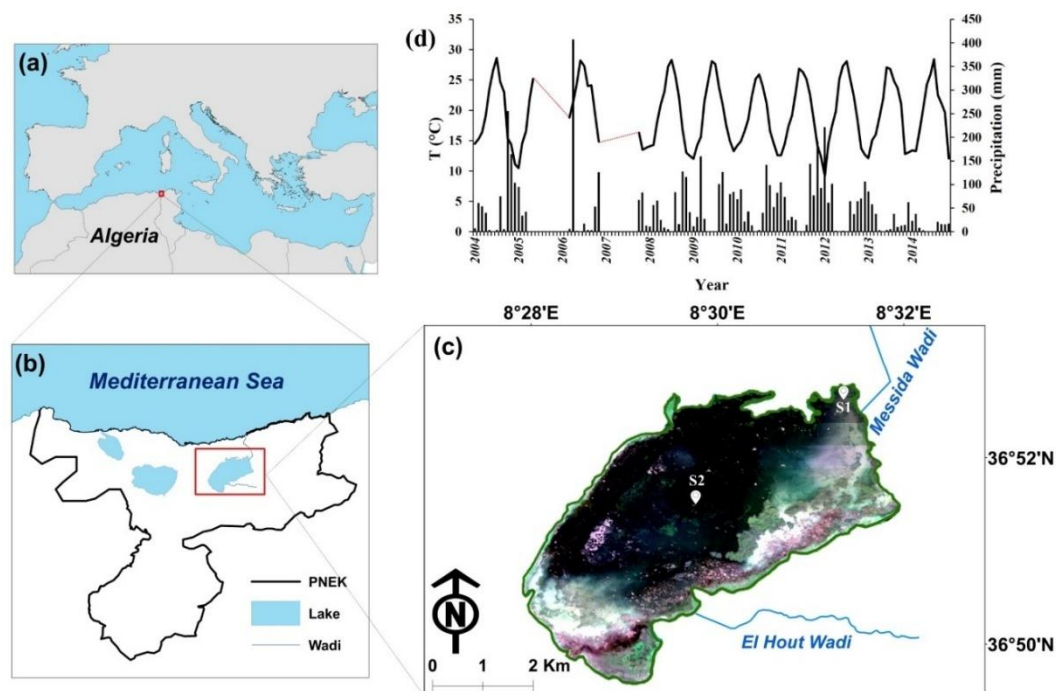 (a)
Algeria
(d)
T (°C)
35
30
25
20
15
10
5
0
450
400
350
300
250
200
150
100
50
0
Precipitation (mm)
2004
2005
2006
2007
2008
2009
2010
2011
2012
2013
2014
Year
(b)
Mediterranean Sea
PNEK
Lake
Wadi
8°28'E
8°30'E
8°32'E
(c)
Messida Wadi
S1
S2
36°52'N
36°50'N
El Hout Wadi
N
0 1 2 Km